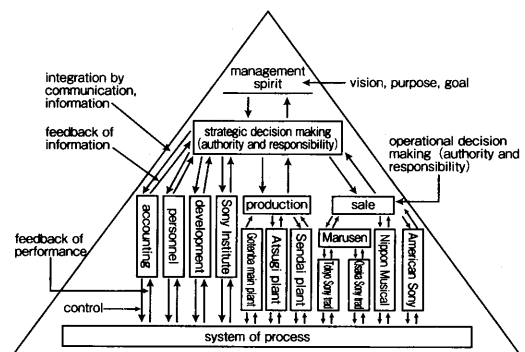 management
spirit
vision, purpose, goal
integration by
communication,
information
feedback of
information
strategic decision making
(authority and responsibility)
operational decision
making (authority and
responsibility)
accounting
personnel
development
Sony Institute
production
Gotenba main plant
Atsugi plant
Sendai plant
sale
Marusen
Tokyo Sony trad
Osaka Sony trad
Nippon Musical
American Sony
feedback of
performance
control
system of process